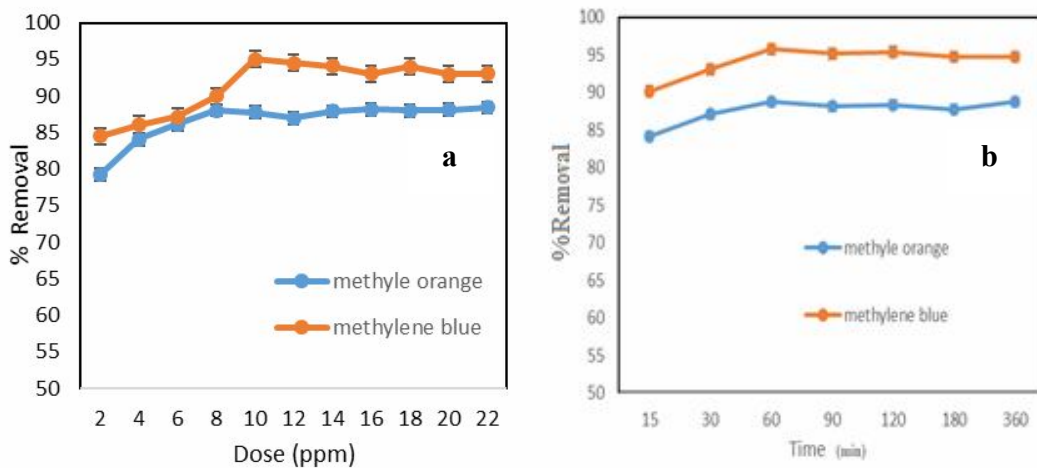 100
95
90
85
80
75
70
65
60
55
50
% Removal
2 4 6 8 10 12 14 16 18 20 22
Dose (ppm)
methyle orange
methylene blue
a
100
95
90
85
80
75
70
65
60
55
50
%Removal
15 30 60 90 120 180 360
Time (min)
methyle orange
methylene blue
b